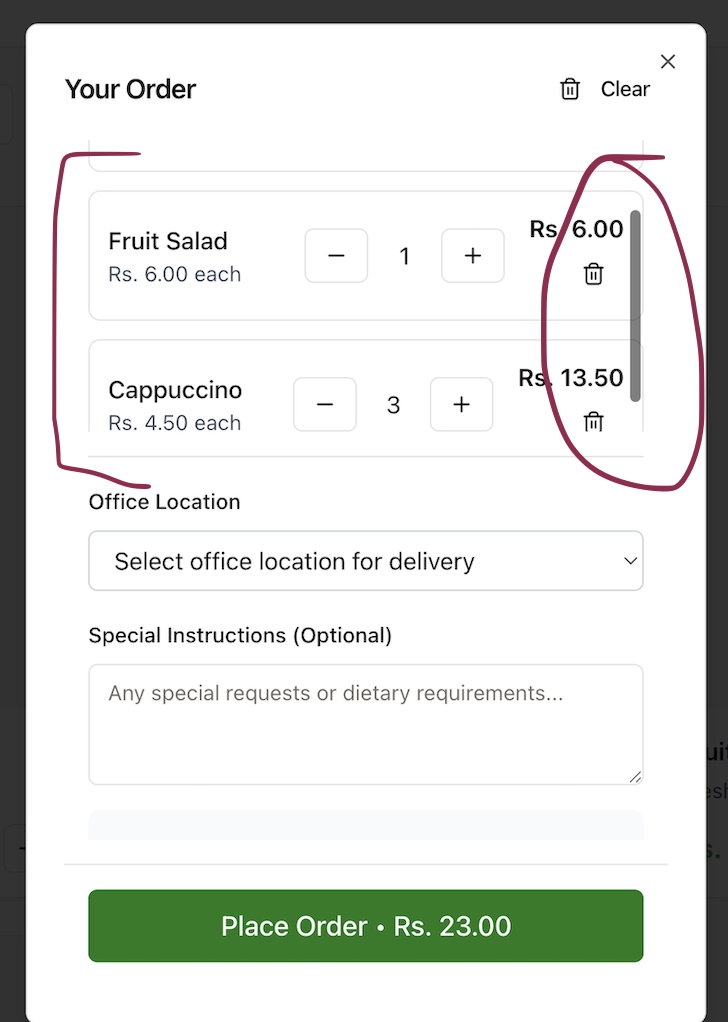 Your Order
Clear
Fruit Salad
Rs. 6.00 each
1
Rs. 6.00
Cappuccino
Rs. 4.50 each
3
Rs. 13.50
Office Location
Select office location for delivery
Special Instructions (Optional)
Any special requests or dietary requirements...
Place Order • Rs. 23.00